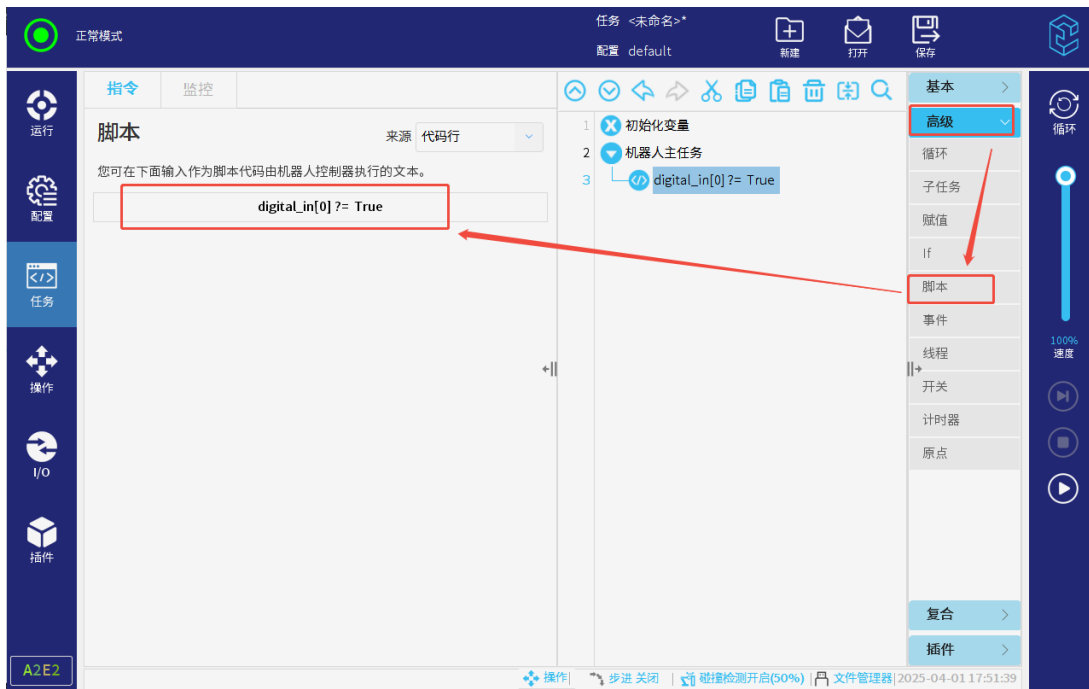 正常模式
任务 <未命名>*
配置 default
新建
打开
保存
运行
配置
任务
操作
I/O
插件
A2E2
指令
监控
脚本
来源 代码行
您可在下面输入作为脚本代码由机器人控制器执行的文本。
digital_in[0] ?= True
1 初始化变量
2 机器人主任务
3 digital_in[0] ?= True
基本
高级
循环
子任务
赋值
If
脚本
事件
线程
开关
计时器
原点
复合
插件
循环
100%
速度
操作| 步进 关闭 | 碰撞检测开启(50%) | 文件管理器| 2025-04-01 17:51:39